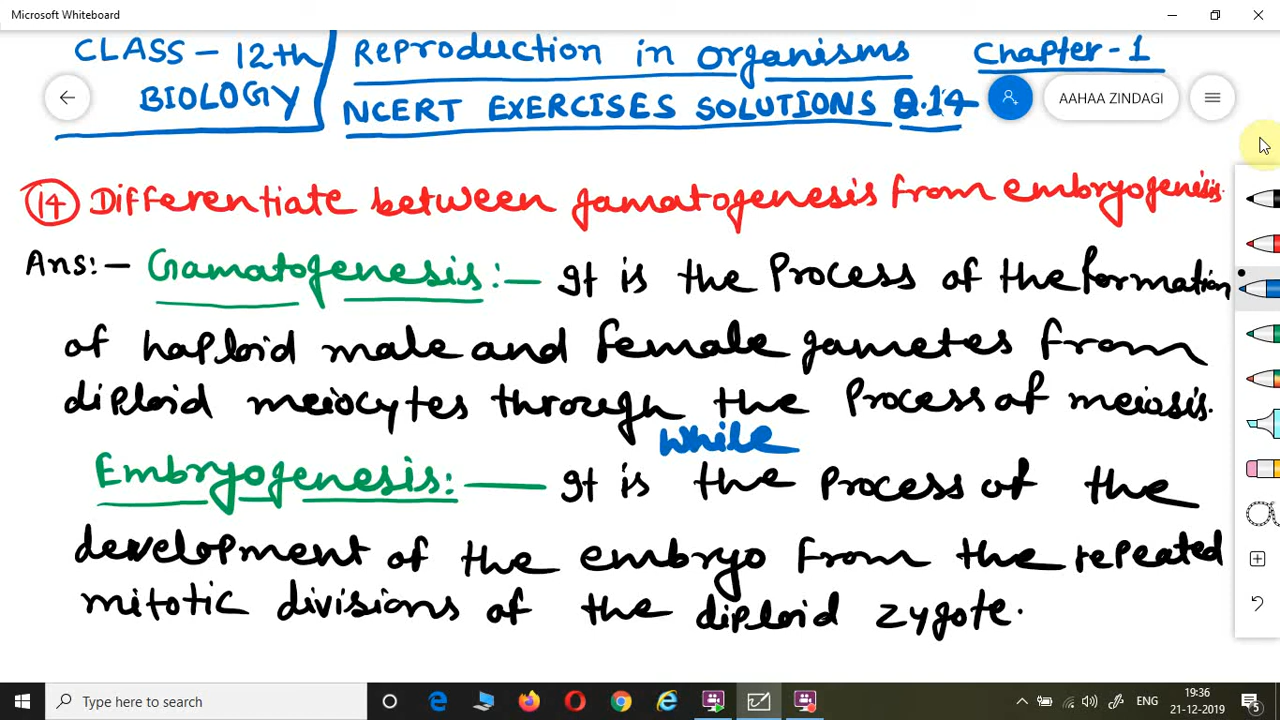 Microsoft Whiteboard
CLASS - 12th
BIOLOGY
Reproduction in organisms
Chapter-1
NCERT EXERCISES SOLUTIONS Q.14
AAHAA ZINDAGI
14 Differentiate between gamatogenesis from embryogenesis.
Ans:- Gamatogenesis:- It is the Process of the formation
of haploid male and female gametes from
diploid meiocytes through the Process of meiosis.
while
Embryogenesis:- It is the Process of the
development of the embryo from the repeated
mitotic divisions of the diploid zygote.
Type here to search
ENG
19:36
21-12-2019
5